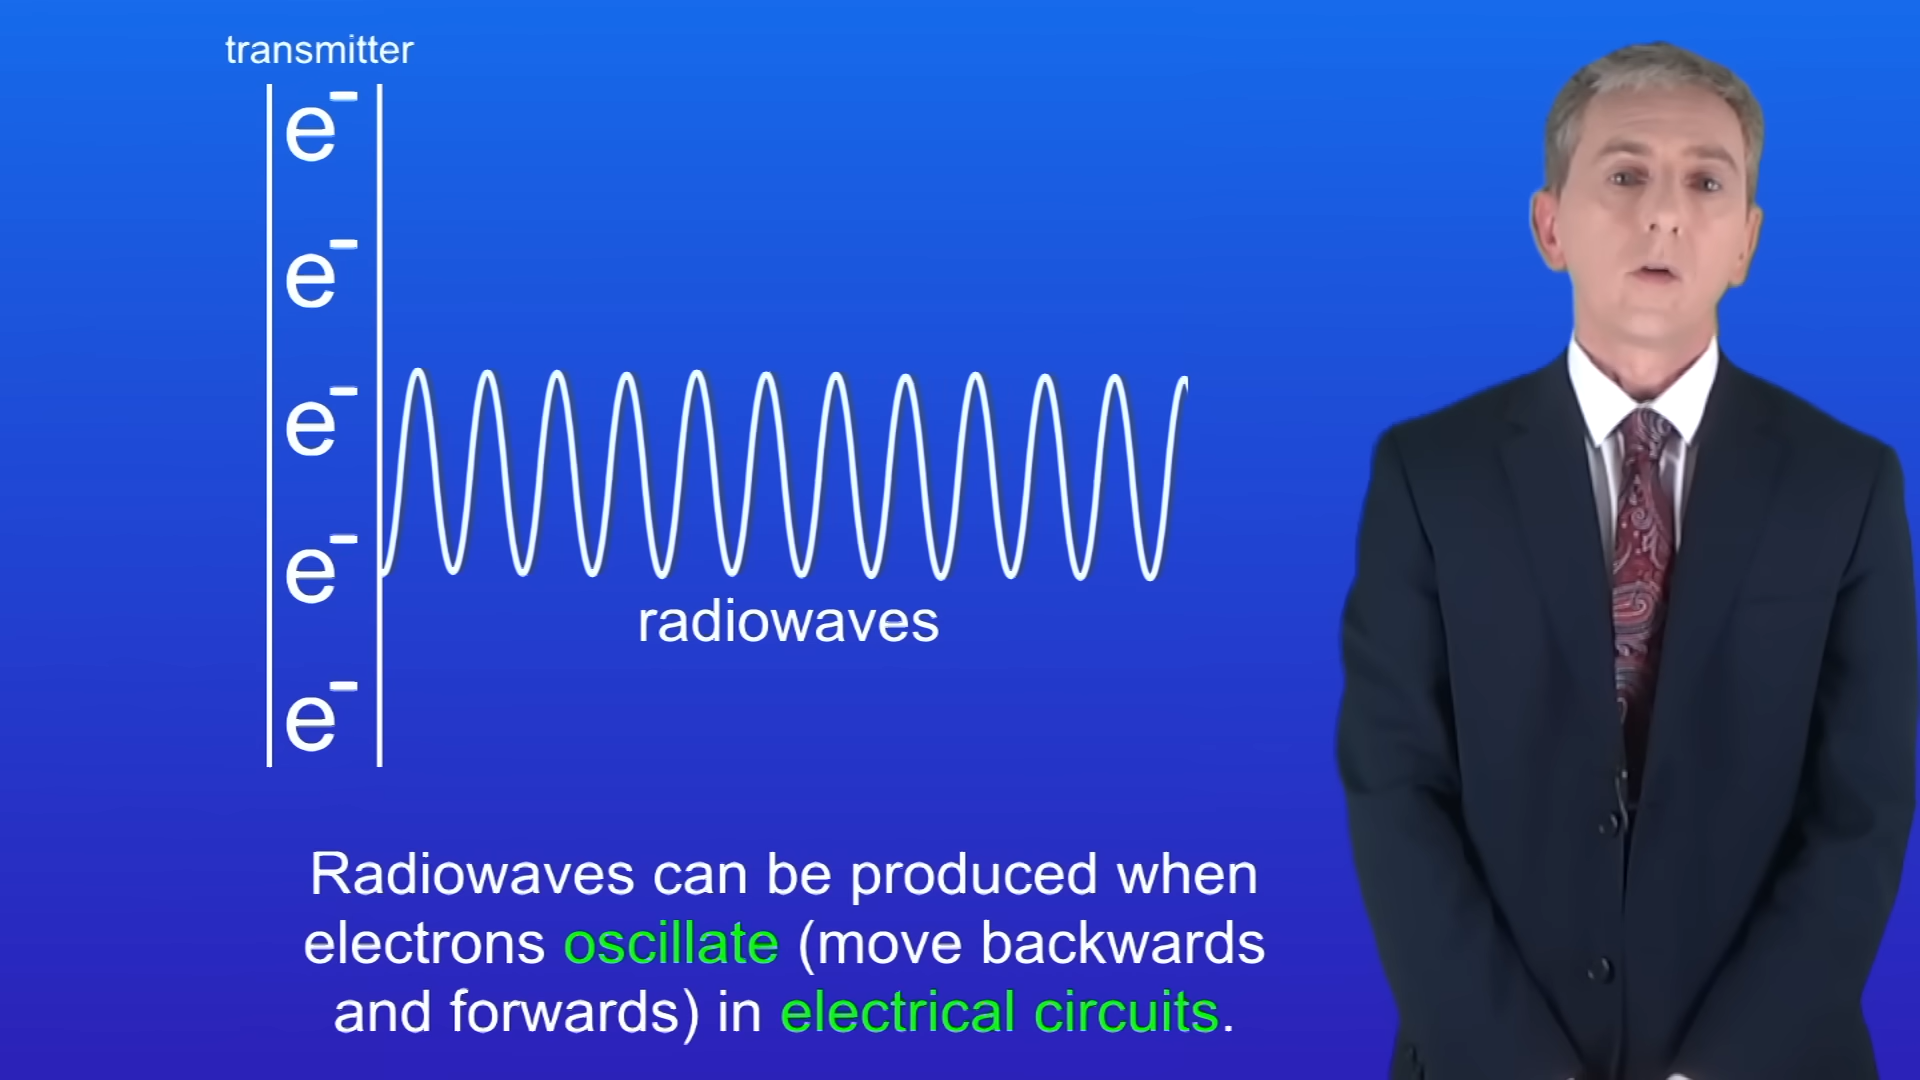 transmitter
e⁻
e⁻
e⁻
e⁻
e⁻
radiowaves
Radiowaves can be produced when
electrons oscillate (move backwards
and forwards) in electrical circuits.